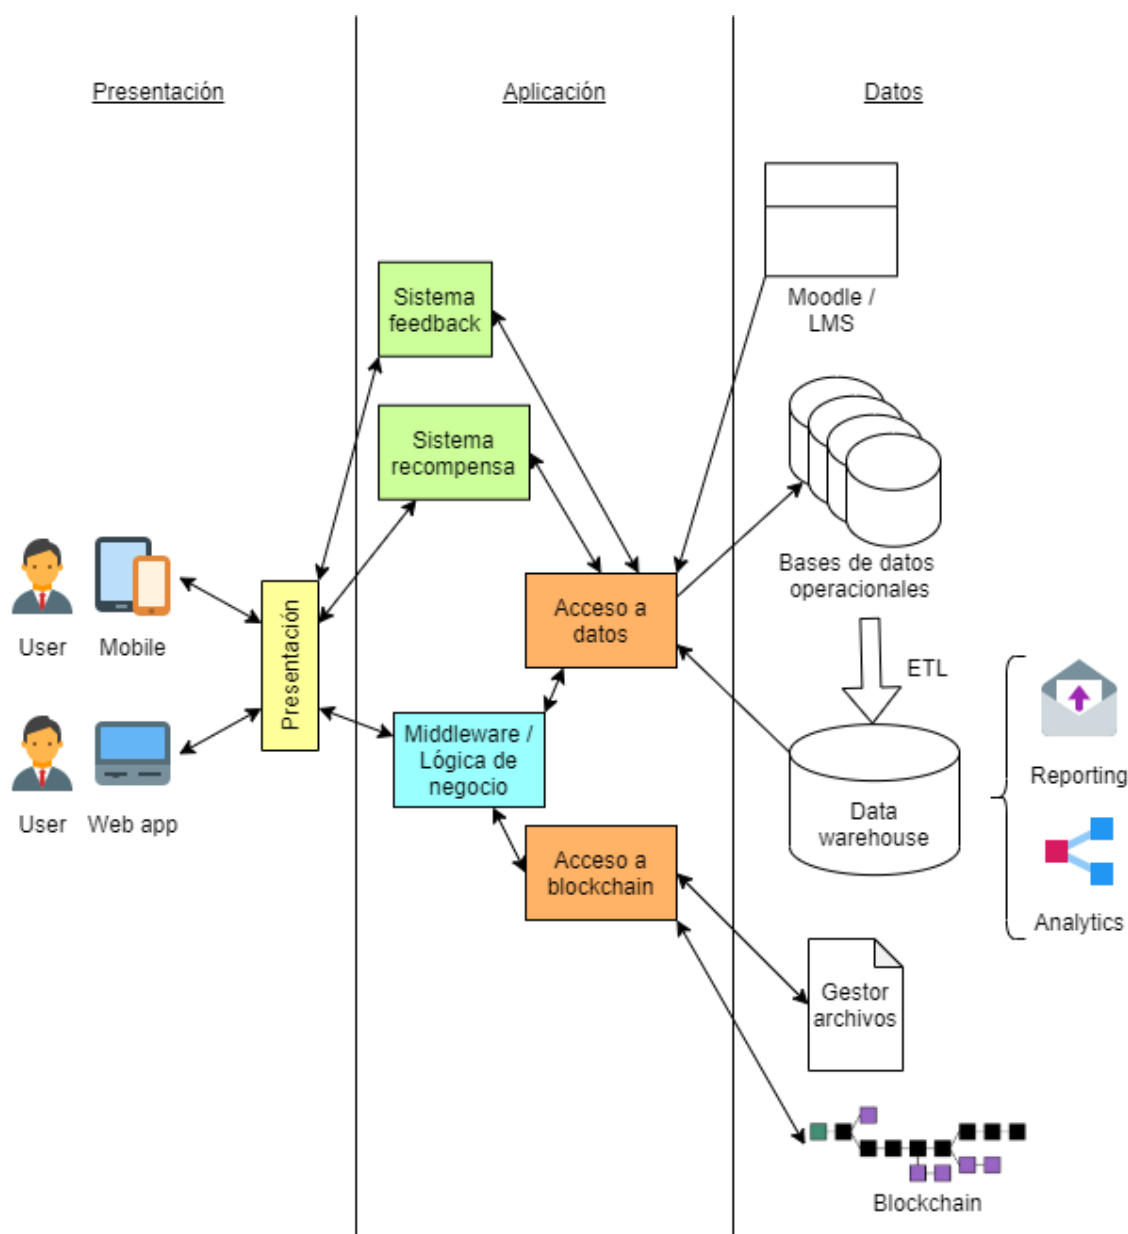 Presentación
Aplicación
Datos
Moodle /
LMS
Sistema
feedback
Sistema
recompensa
Bases de datos
operacionales
Acceso a
datos
User
Mobile
Presentación
ETL
Middleware /
Lógica de
negocio
User
Web app
Data
warehouse
Reporting
Analytics
Acceso a
blockchain
Gestor
archivos
Blockchain